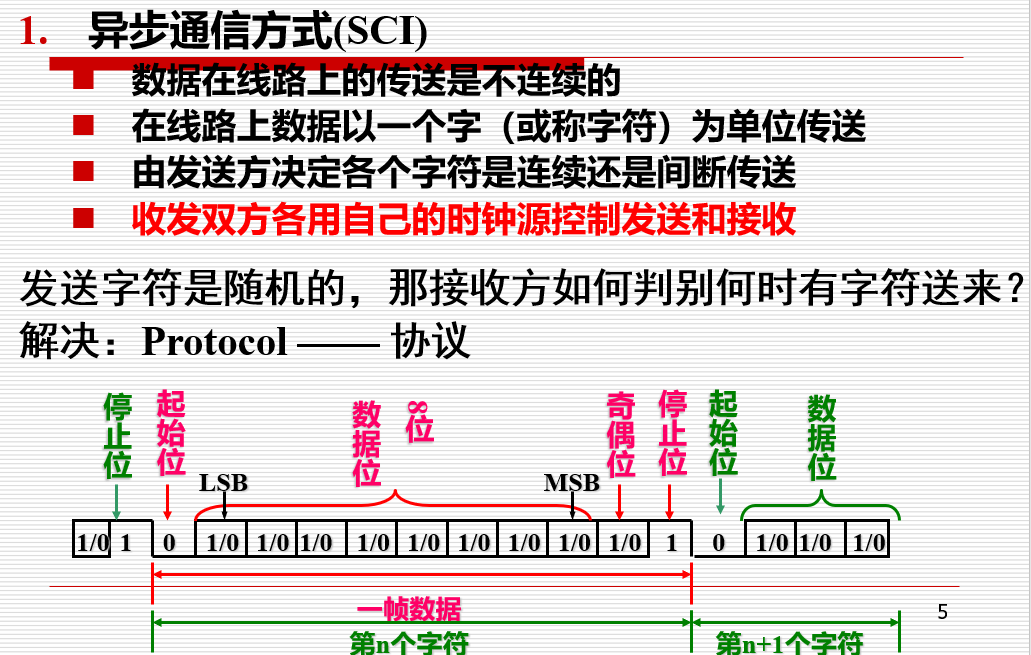 1. 异步通信方式(SCI)
数据在线路上的传送是不连续的
在线路上数据以一个字（或称字符）为单位传送
由发送方决定各个字符是连续还是间断传送
收发双方各用自己的时钟源控制发送和接收
发送字符是随机的，那接收方如何判别何时有字符送来？
解决：Protocol —— 协议
停止位
起始位
数据位
8位
奇偶位
停止位
起始位
数据位
LSB
MSB
1/0 1 0 1/0 1/0 1/0 1/0 1/0 1/0 1/0 1/0 1/0 1 0 1/0 1/0 1/0
一帧数据
5
第n个字符
第n+1个字符